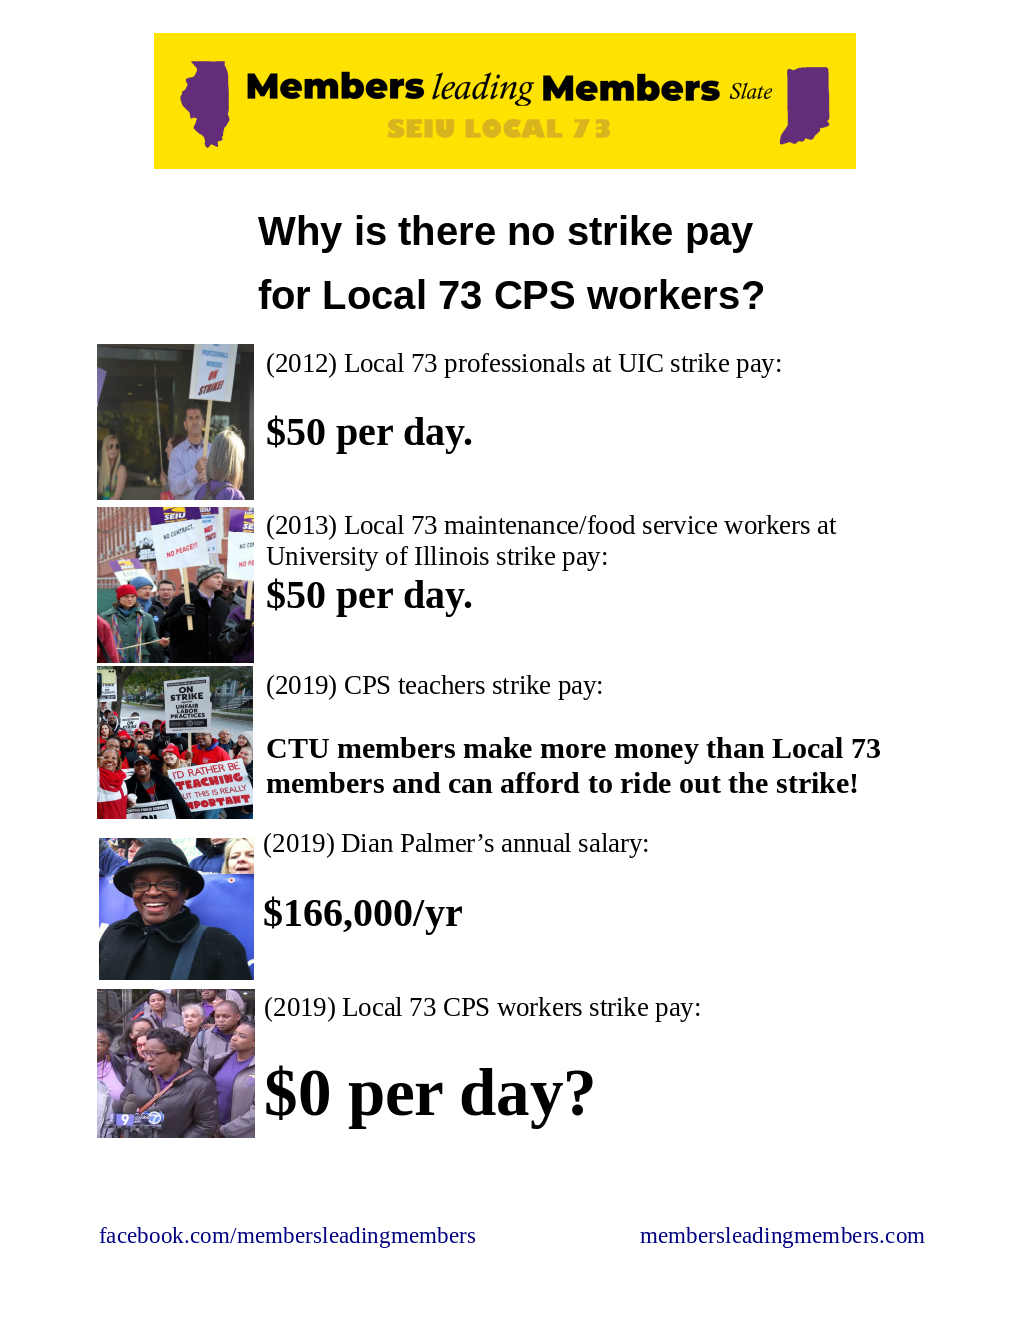 Members leading Members Slate
SEIU LOCAL 73
Why is there no strike pay
for Local 73 CPS workers?
PROFESSIONALS
WORKERS
ON
STRIKE!
(2012) Local 73 professionals at UIC strike pay:
$50 per day.
SEIU
NO CONTRACT,
NO PEACE!!!
(2013) Local 73 maintenance/food service workers at
University of Illinois strike pay:
$50 per day.
ON
STRIKE
UNFAIR
LABOR
PRACTICES
I'D RATHER BE
TEACHING
BUT THIS IS REALLY
IMPORTANT
ON
(2019) CPS teachers strike pay:
CTU members make more money than Local 73
members and can afford to ride out the strike!
(2019) Dian Palmer’s annual salary:
$166,000/yr
(2019) Local 73 CPS workers strike pay:
$0 per day?
9
abc 7
facebook.com/membersleadingmembers
membersleadingmembers.com